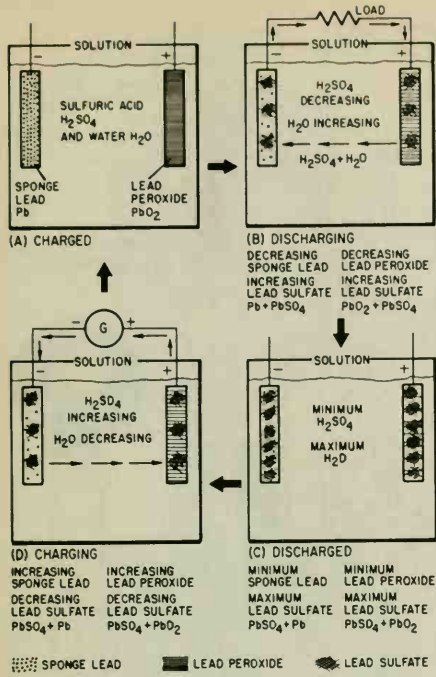 SOLUTION
− +
SULFURIC ACID
H₂SO₄
AND WATER H₂O
SPONGE
LEAD
Pb
LEAD
PEROXIDE
PbO₂
(A) CHARGED
LOAD
SOLUTION
− +
H₂SO₄
DECREASING
H₂O INCREASING
H₂SO₄ + H₂O
(B) DISCHARGING
DECREASING DECREASING
SPONGE LEAD LEAD PEROXIDE
INCREASING INCREASING
LEAD SULFATE LEAD SULFATE
Pb + PbSO₄ PbO₂ + PbSO₄
− G +
SOLUTION
− +
H₂SO₄
INCREASING
H₂O DECREASING
(D) CHARGING
INCREASING INCREASING
SPONGE LEAD LEAD PEROXIDE
DECREASING DECREASING
LEAD SULFATE LEAD SULFATE
PbSO₄ + Pb PbSO₄ + PbO₂
SOLUTION
− +
MINIMUM
H₂SO₄
MAXIMUM
H₂O
(C) DISCHARGED
MINIMUM MINIMUM
SPONGE LEAD LEAD PEROXIDE
MAXIMUM MAXIMUM
LEAD SULFATE LEAD SULFATE
PbSO₄ + Pb PbSO₄ + PbO₂
SPONGE LEAD LEAD PEROXIDE LEAD SULFATE